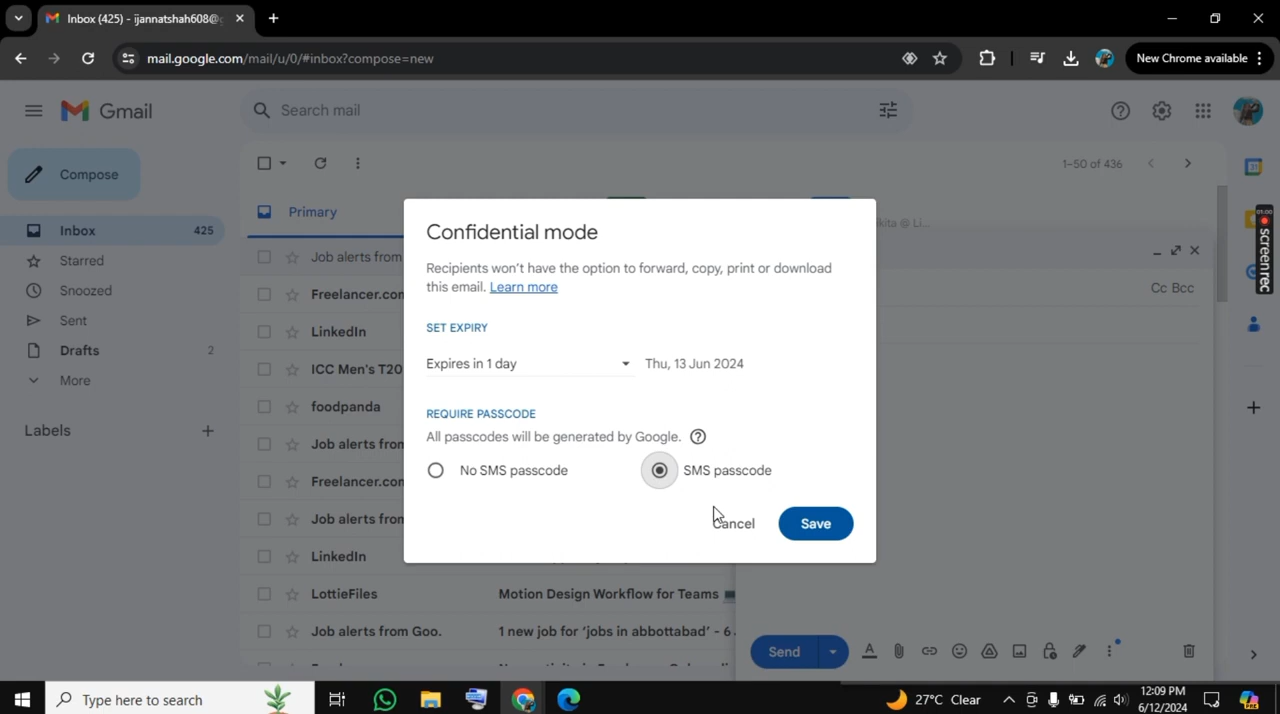 Inbox (425) - ijannatshah608@g
mail.google.com/mail/u/0/#inbox?compose=new
New Chrome available
Gmail
Search mail
Compose
1–50 of 436
Primary
Inbox 425
Starred
Snoozed
Sent
Drafts 2
More
Labels
Job alerts from
Freelancer.com
LinkedIn
ICC Men's T20
foodpanda
Job alerts from
Freelancer.com
Job alerts from
LinkedIn
LottieFiles Motion Design Workflow for Teams
Job alerts from Goo. 1 new job for ‘jobs in abbottabad’ - 6
Cc Bcc
Confidential mode
Recipients won't have the option to forward, copy, print or download
this email. Learn more
SET EXPIRY
Expires in 1 day Thu, 13 Jun 2024
REQUIRE PASSCODE
All passcodes will be generated by Google.
No SMS passcode SMS passcode
Cancel Save
Send
01:00
screen rec
Type here to search
27°C Clear
12:09 PM
6/12/2024
PRE